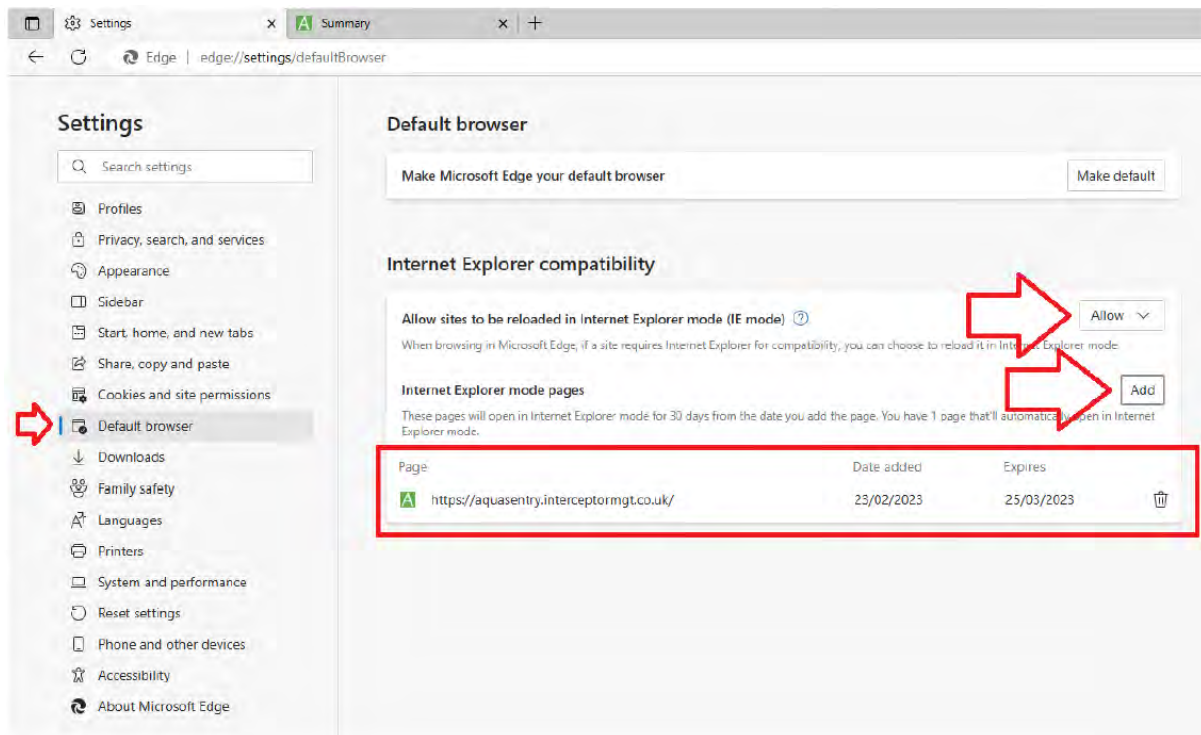 Settings
Summary
Edge | edge://settings/defaultBrowser
Settings
Search settings
Profiles
Privacy, search, and services
Appearance
Sidebar
Start, home, and new tabs
Share, copy and paste
Cookies and site permissions
Default browser
Downloads
Family safety
Languages
Printers
System and performance
Reset settings
Phone and other devices
Accessibility
About Microsoft Edge
Default browser
Make Microsoft Edge your default browser
Make default
Internet Explorer compatibility
Allow sites to be reloaded in Internet Explorer mode (IE mode)
Allow
When browsing in Microsoft Edge, if a site requires Internet Explorer for compatibility, you can choose to reload it in Internet Explorer mode
Internet Explorer mode pages
Add
These pages will open in Internet Explorer mode for 30 days from the date you add the page. You have 1 page that'll automatically open in Internet
Explorer mode.
Page Date added Expires
https://aquasentry.interceptormgt.co.uk/ 23/02/2023 25/03/2023